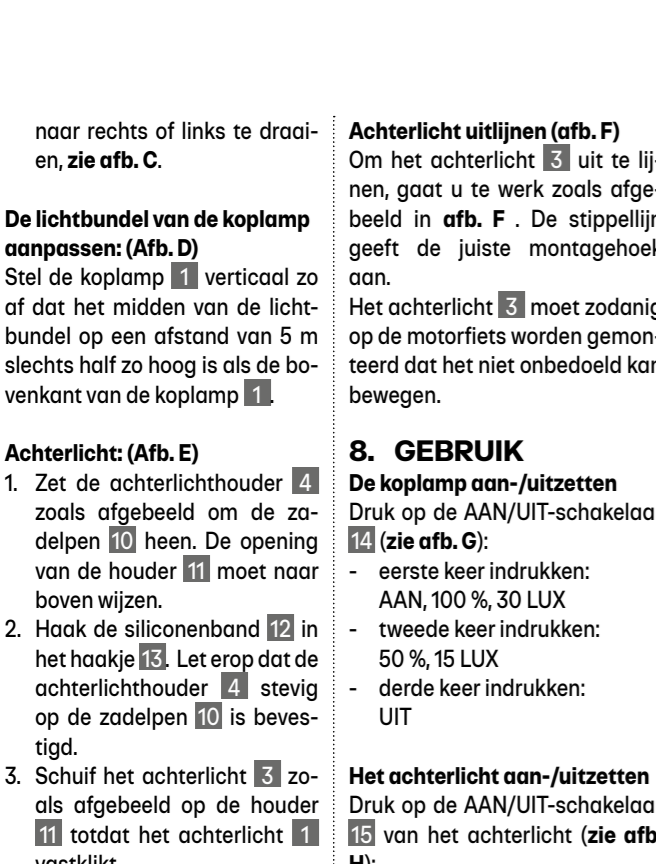 naar rechts of links te draai-
en, zie afb. C.
De lichtbundel van de koplamp
aanpassen: (Afb. D)
Stel de koplamp 1 verticaal zo
af dat het midden van de licht-
bundel op een afstand van 5 m
slechts half zo hoog is als de bo-
venkant van de koplamp 1.
Achterlicht: (Afb. E)
1. Zet de achterlichthouder 4
zoals afgebeeld om de za-
delpen 10 heen. De opening
van de houder 11 moet naar
boven wijzen.
2. Haak de siliconenband 12 in
het haakje 13. Let erop dat de
achterlichthouder 4 stevig
op de zadelpen 10 is beves-
tigd.
3. Schuif het achterlicht 3 zo-
als afgebeeld op de houder
11 totdat het achterlicht 1
vastklikt.
Achterlicht uitlijnen (afb. F)
Om het achterlicht 3 uit te lij-
nen, gaat u te werk zoals afge-
beeld in afb. F . De stippellijn
geeft de juiste montagehoek
aan.
Het achterlicht 3 moet zodanig
op de motorfiets worden gemon-
teerd dat het niet onbedoeld kan
bewegen.
8. GEBRUIK
De koplamp aan-/uitzetten
Druk op de AAN/UIT-schakelaa
14 (zie afb. G):
- eerste keer indrukken:
AAN, 100 %, 30 LUX
- tweede keer indrukken:
50 %, 15 LUX
- derde keer indrukken:
UIT
Het achterlicht aan-/uitzetten
Druk op de AAN/UIT-schakelaa
15 van het achterlicht (zie afb.
H):